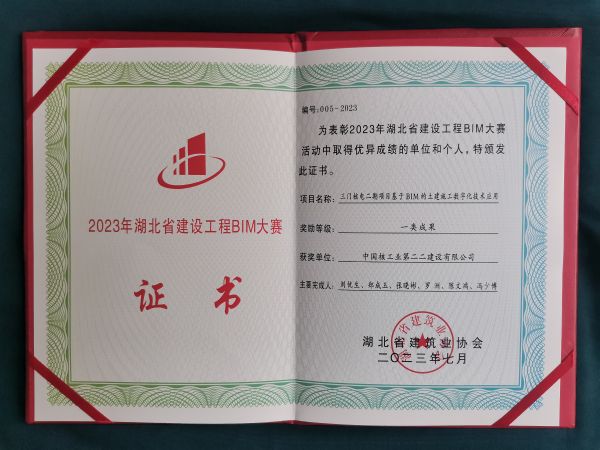 2023年湖北省建设工程BIM大赛
证书
编号:005-2023
为表彰2023年湖北省建设工程BIM大赛
活动中取得优异成绩的单位和个人,特颁发
此证书。
项目名称: 三门核电二期项目基于BIM的土建施工数字化技术应用
奖励等级: 一类成果
获奖单位: 中国核工业第二二建设有限公司
主要完成人: 刘优生、郑成玉、张晓彬、罗洲、陈文鸿、冯少博
湖北省建筑业协会
二〇二三年七月